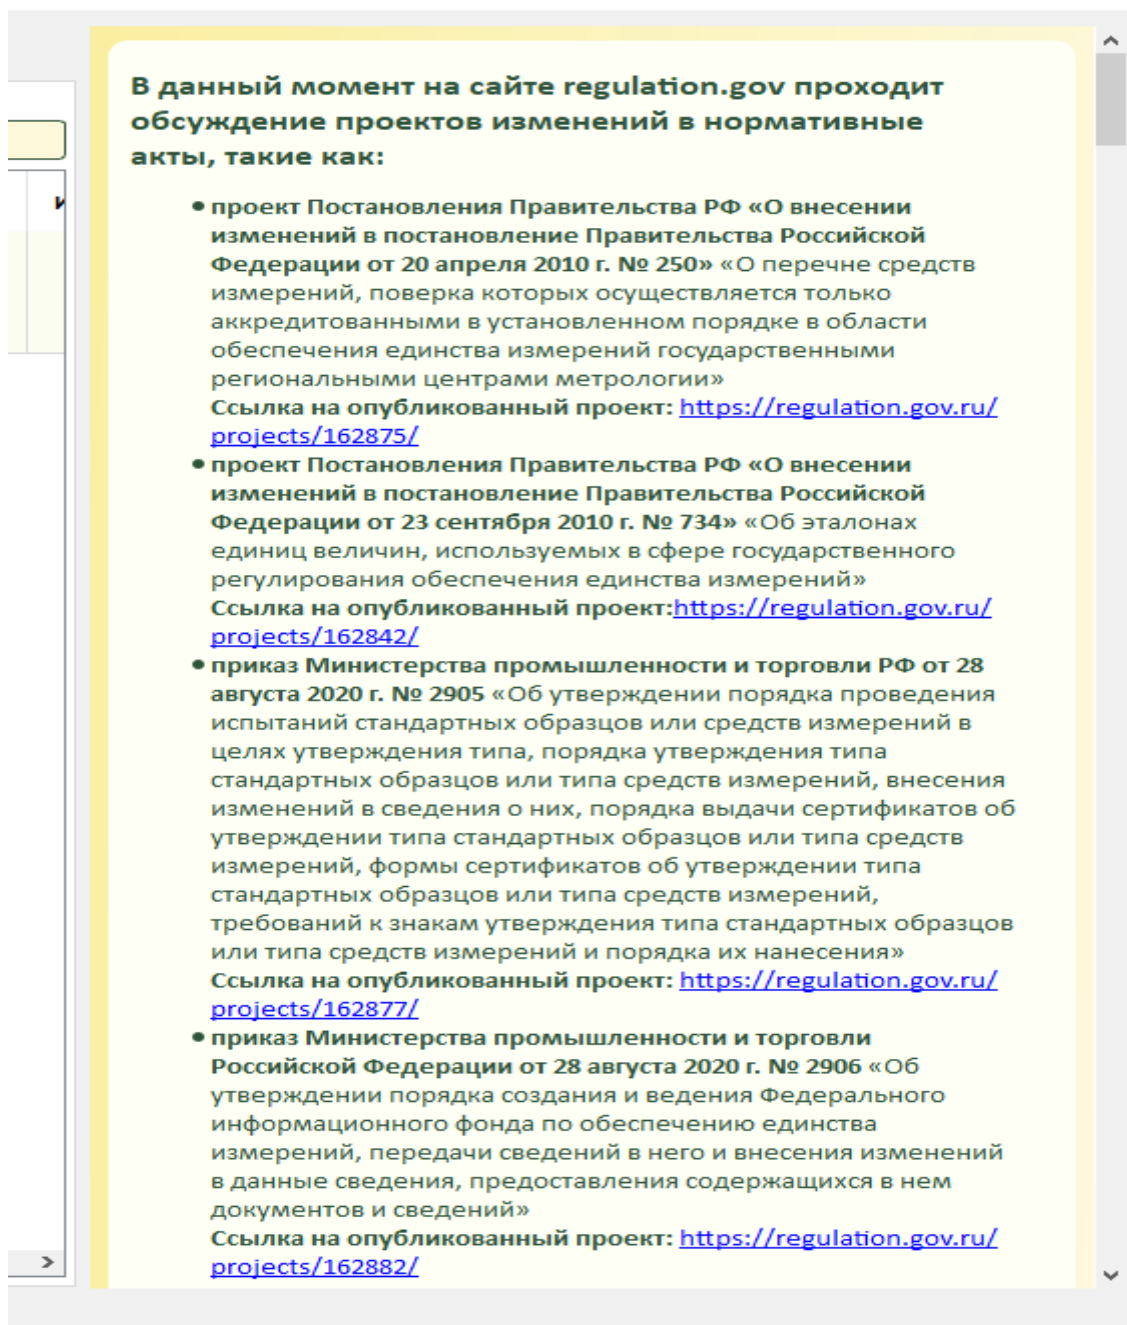 В данный момент на сайте regulation.gov проходит
обсуждение проектов изменений в нормативные
акты, такие как:
• проект Постановления Правительства РФ «О внесении
изменений в постановление Правительства Российской
Федерации от 20 апреля 2010 г. № 250» «О перечне средств
измерений, поверка которых осуществляется только
аккредитованными в установленном порядке в области
обеспечения единства измерений государственными
региональными центрами метрологии»
Ссылка на опубликованный проект: https://regulation.gov.ru/
projects/162875/
• проект Постановления Правительства РФ «О внесении
изменений в постановление Правительства Российской
Федерации от 23 сентября 2010 г. № 734» «Об эталонах
единиц величин, используемых в сфере государственного
регулирования обеспечения единства измерений»
Ссылка на опубликованный проект:https://regulation.gov.ru/
projects/162842/
• приказ Министерства промышленности и торговли РФ от 28
августа 2020 г. № 2905 «Об утверждении порядка проведения
испытаний стандартных образцов или средств измерений в
целях утверждения типа, порядка утверждения типа
стандартных образцов или типа средств измерений, внесения
изменений в сведения о них, порядка выдачи сертификатов об
утверждении типа стандартных образцов или типа средств
измерений, формы сертификатов об утверждении типа
стандартных образцов или типа средств измерений,
требований к знакам утверждения типа стандартных образцов
или типа средств измерений и порядка их нанесения»
Ссылка на опубликованный проект: https://regulation.gov.ru/
projects/162877/
• приказ Министерства промышленности и торговли
Российской Федерации от 28 августа 2020 г. № 2906 «Об
утверждении порядка создания и ведения Федерального
информационного фонда по обеспечению единства
измерений, передачи сведений в него и внесения изменений
в данные сведения, предоставления содержащихся в нем
документов и сведений»
Ссылка на опубликованный проект: https://regulation.gov.ru/
projects/162882/